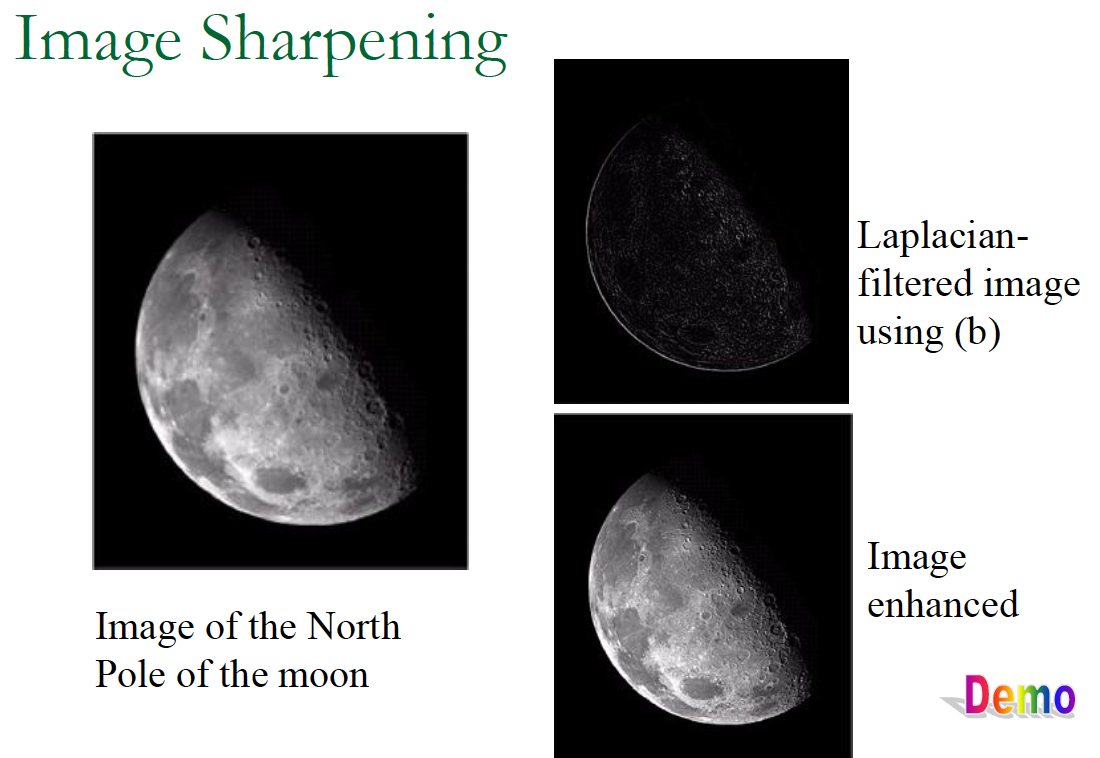 Image Sharpening
Laplacian-
filtered image
using (b)
Image of the North
Pole of the moon
Image
enhanced
Demo